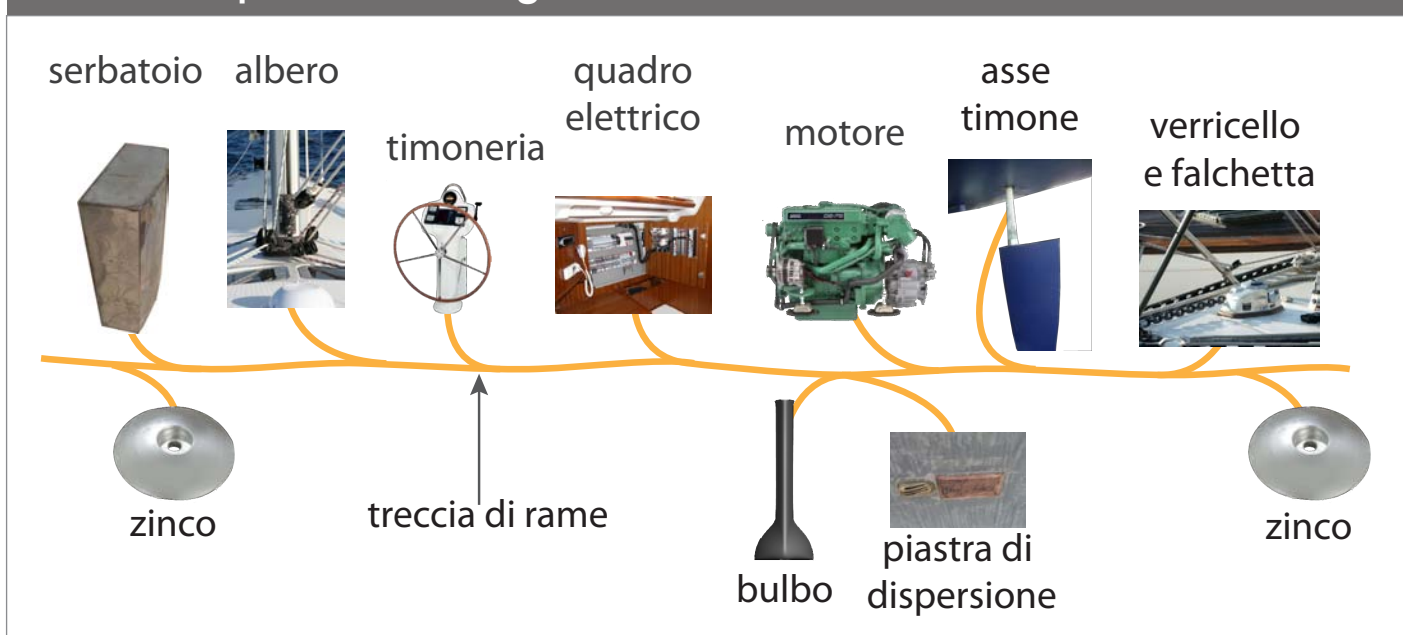 serbatoio
albero
timoneria
quadro
elettrico
motore
asse
timone
verricello
e falchetta
zinco
treccia di rame
bulbo
piastra di
dispersione
zinco